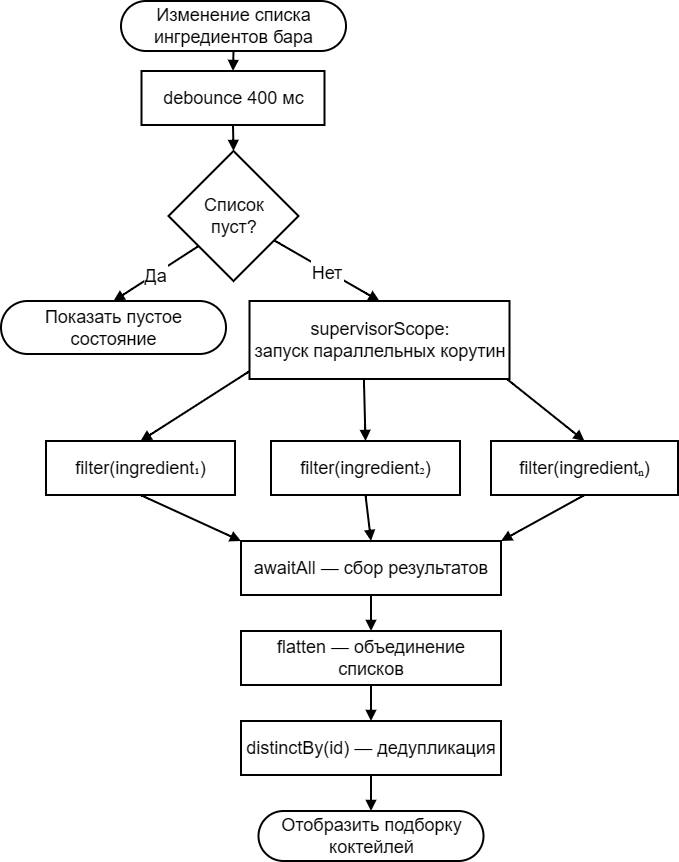 Изменение списка
ингредиентов бара
debounce 400 мс
Список
пуст?
Да
Нет
Показать пустое
состояние
supervisorScope:
запуск параллельных корутин
filter(ingredient₁)
filter(ingredient₂)
filter(ingredientₙ)
awaitAll — сбор результатов
flatten — объединение
списков
distinctBy(id) — дедупликация
Отобразить подборку
коктейлей